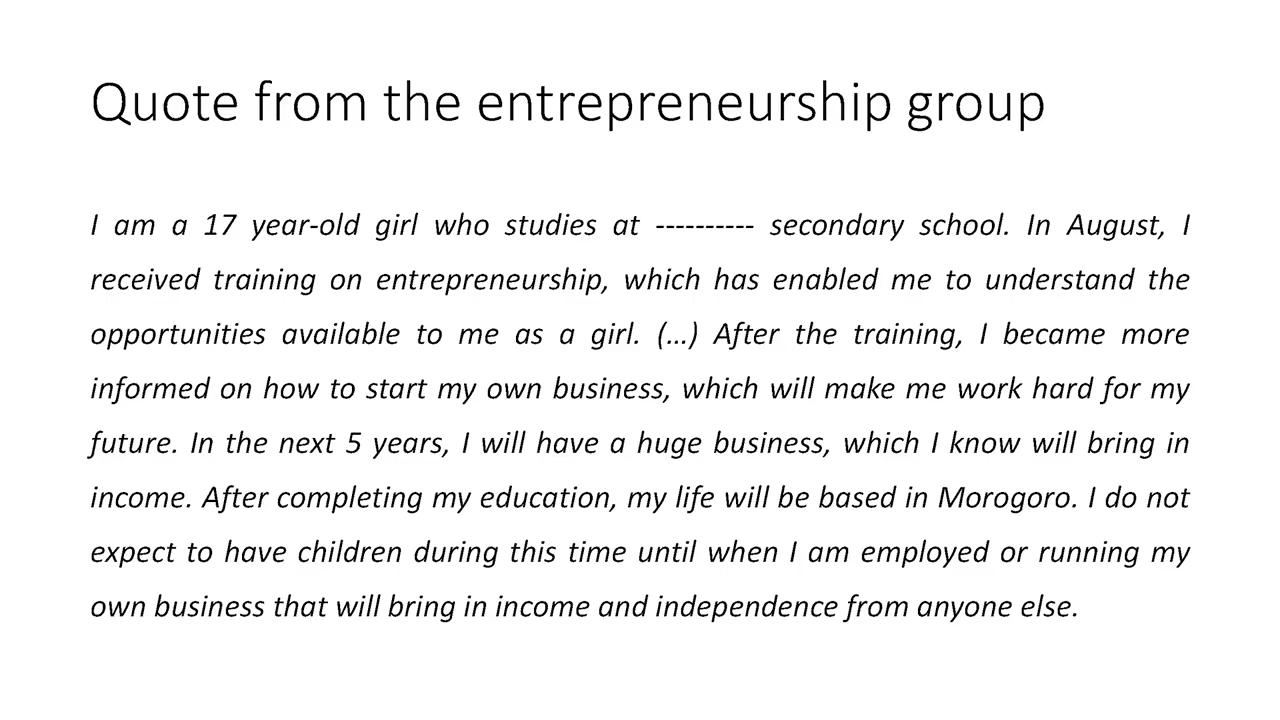 Quote from the entrepreneurship group
I am a 17 year-old girl who studies at ---------- secondary school. In August, I
received training on entrepreneurship, which has enabled me to understand the
opportunities available to me as a girl. (…) After the training, I became more
informed on how to start my own business, which will make me work hard for my
future. In the next 5 years, I will have a huge business, which I know will bring in
income. After completing my education, my life will be based in Morogoro. I do not
expect to have children during this time until when I am employed or running my
own business that will bring in income and independence from anyone else.